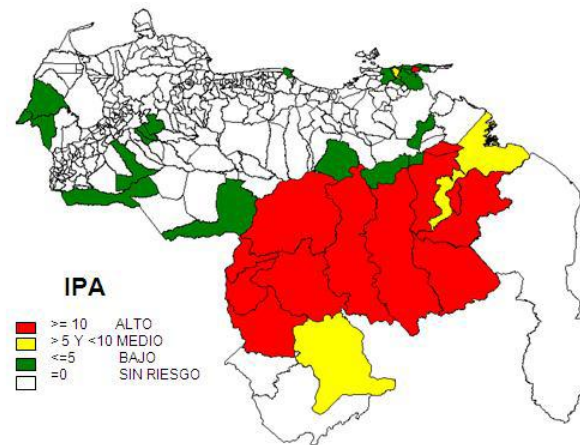 IPA
>= 10 ALTO
> 5 Y <10 MEDIO
<=5 BAJO
=0 SIN RIESGO